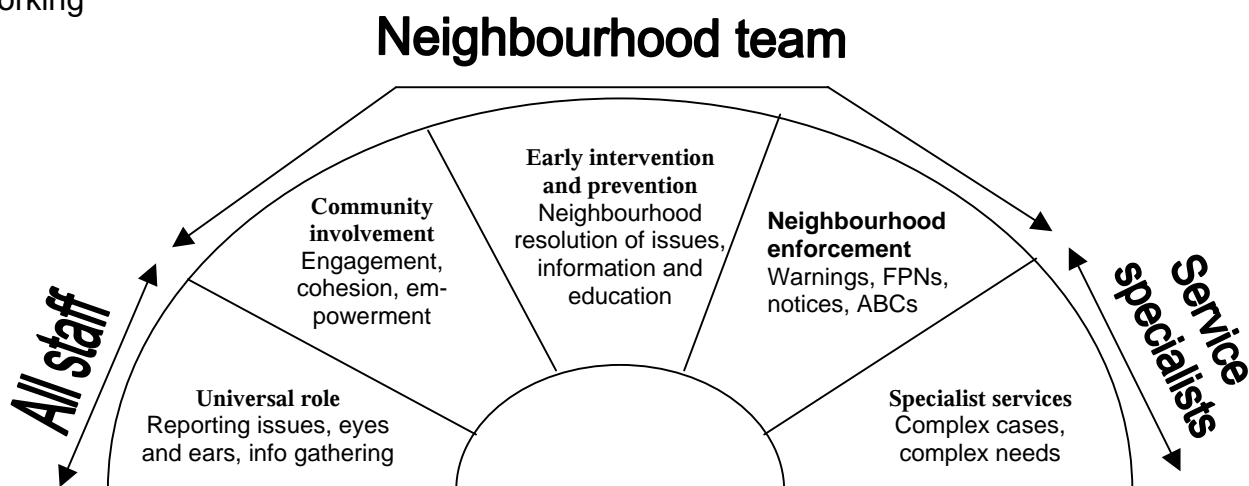 Neighbourhood team
All staff
Universal role
Reporting issues, eyes
and ears, info gathering
Community
involvement
Engagement,
cohesion, em-
powerment
Early intervention
and prevention
Neighbourhood
resolution of issues,
information and
education
Neighbourhood
enforcement
Warnings, FPNs,
notices, ABCs
Specialist services
Complex cases,
complex needs
Service
specialists